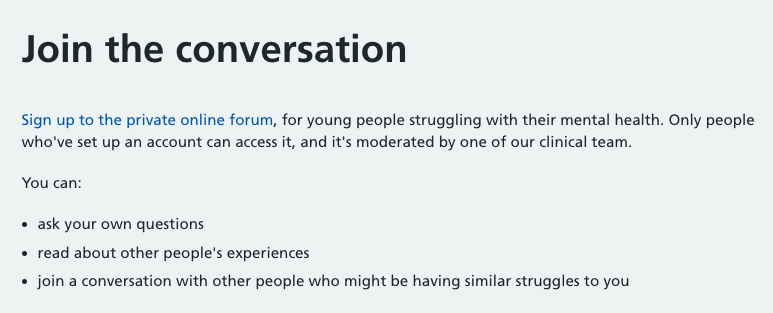 Join the conversation
Sign up to the private online forum, for young people struggling with their mental health. Only people
who've set up an account can access it, and it's moderated by one of our clinical team.
You can:
• ask your own questions
• read about other people's experiences
• join a conversation with other people who might be having similar struggles to you